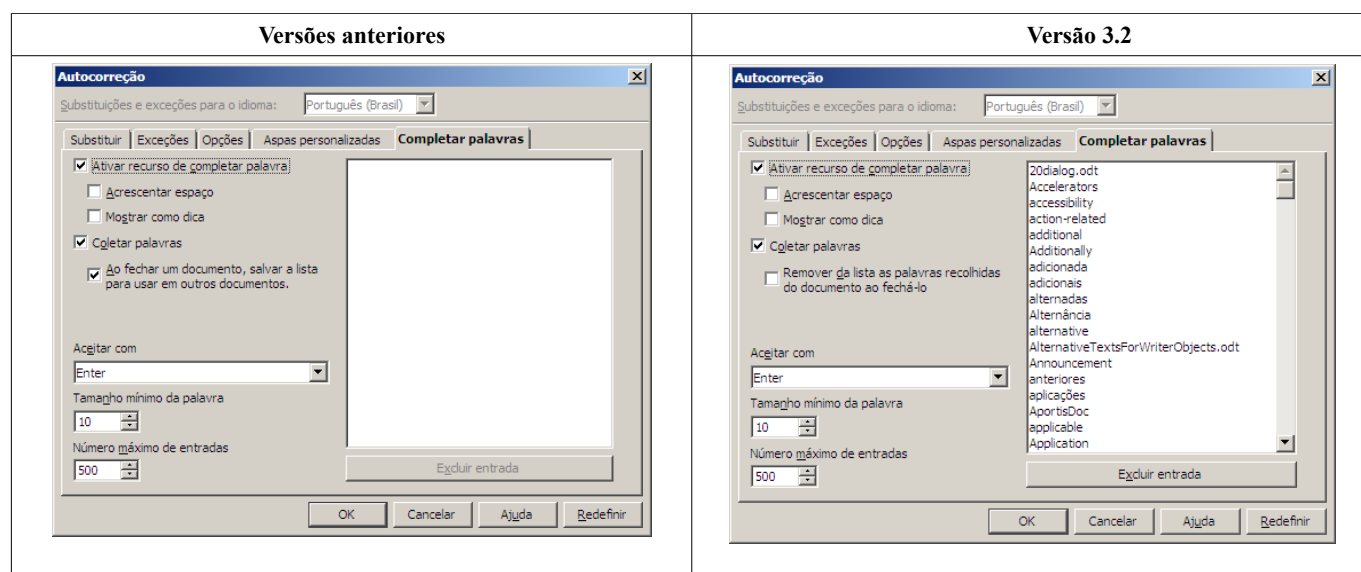 Versões anteriores
Versão 3.2
Autocorreção
Substituições e exceções para o idioma: Português (Brasil)
Substituir Exceções Opções Aspas personalizadas Completar palavras
Ativar recurso de completar palavra
Acrescentar espaço
Mostrar como dica
Coletar palavras
Ao fechar um documento, salvar a lista
para usar em outros documentos.
Aceitar com
Enter
Tamanho mínimo da palavra
10
Número máximo de entradas
500
Excluir entrada
OK Cancelar Ajuda Redefinir
Autocorreção
Substituições e exceções para o idioma: Português (Brasil)
Substituir Exceções Opções Aspas personalizadas Completar palavras
Ativar recurso de completar palavra
Acrescentar espaço
Mostrar como dica
Coletar palavras
Remover da lista as palavras recolhidas
do documento ao fechá-lo
Aceitar com
Enter
Tamanho mínimo da palavra
10
Número máximo de entradas
500
20dialog.odt
Accelerators
accessibility
action-related
additional
Additionally
adicionada
adicionais
alternadas
Alternância
alternative
AlternativeTextsForWriterObjects.odt
Announcement
anteriores
aplicações
AportisDoc
applicable
Application
Excluir entrada
OK Cancelar Ajuda Redefinir